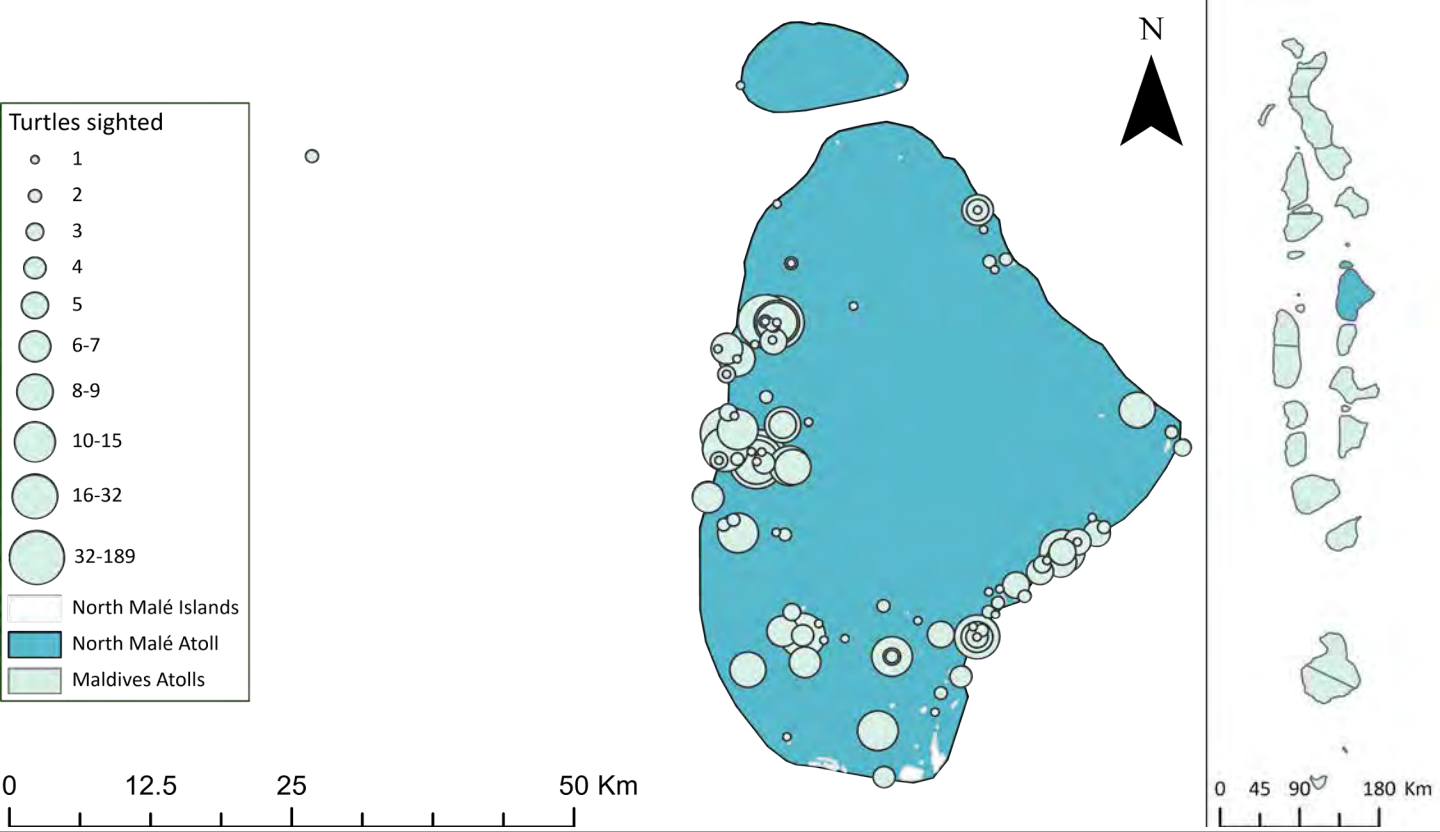 N
Turtles sighted
1
2
3
4
5
6-7
8-9
10-15
16-32
32-189
North Malé Islands
North Malé Atoll
Maldives Atolls
0 12.5 25 50 Km
0 45 90 180 Km